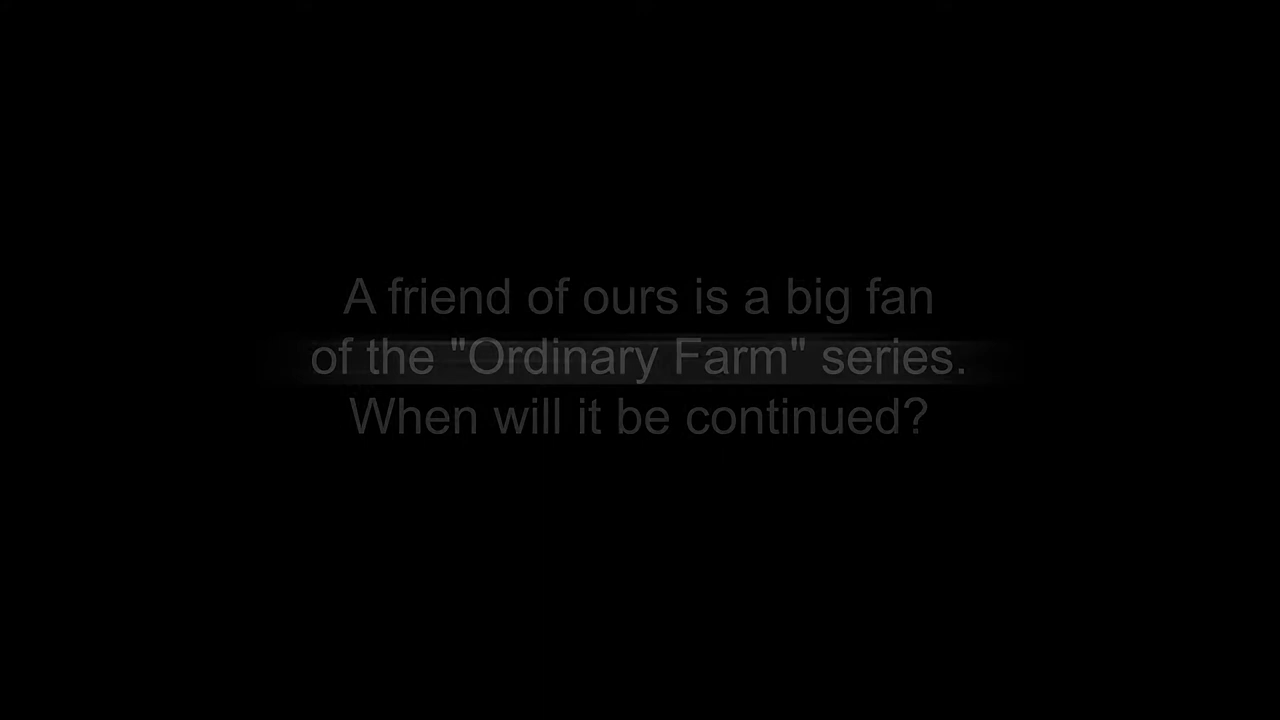 A friend of ours is a big fan
of the "Ordinary Farm" series.
When will it be continued?